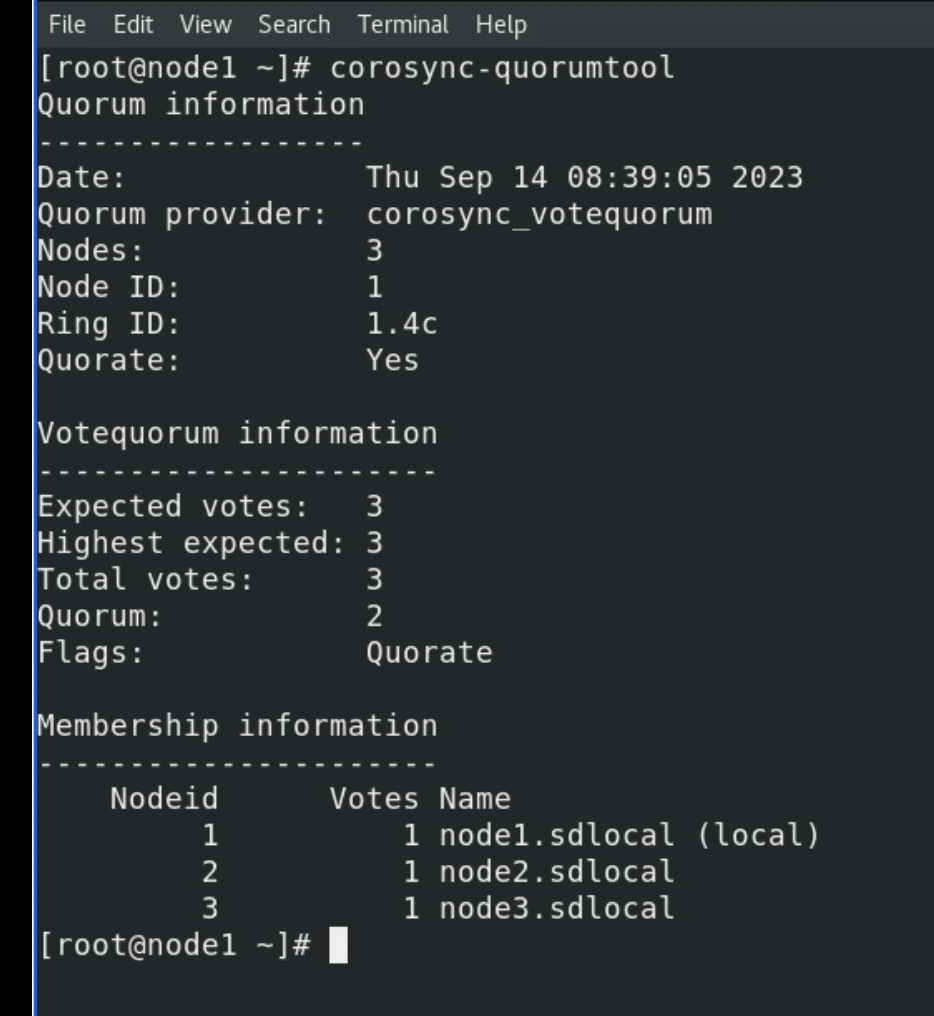 File Edit View Search Terminal Help
[root@node1 ~]# corosync-quorumtool
Quorum information
------------------
Date:             Thu Sep 14 08:39:05 2023
Quorum provider:  corosync_votequorum
Nodes:            3
Node ID:          1
Ring ID:          1.4c
Quorate:          Yes

Votequorum information
----------------------
Expected votes:   3
Highest expected: 3
Total votes:      3
Quorum:           2
Flags:            Quorate

Membership information
----------------------
    Nodeid      Votes Name
         1          1 node1.sdlocal (local)
         2          1 node2.sdlocal
         3          1 node3.sdlocal
[root@node1 ~]#